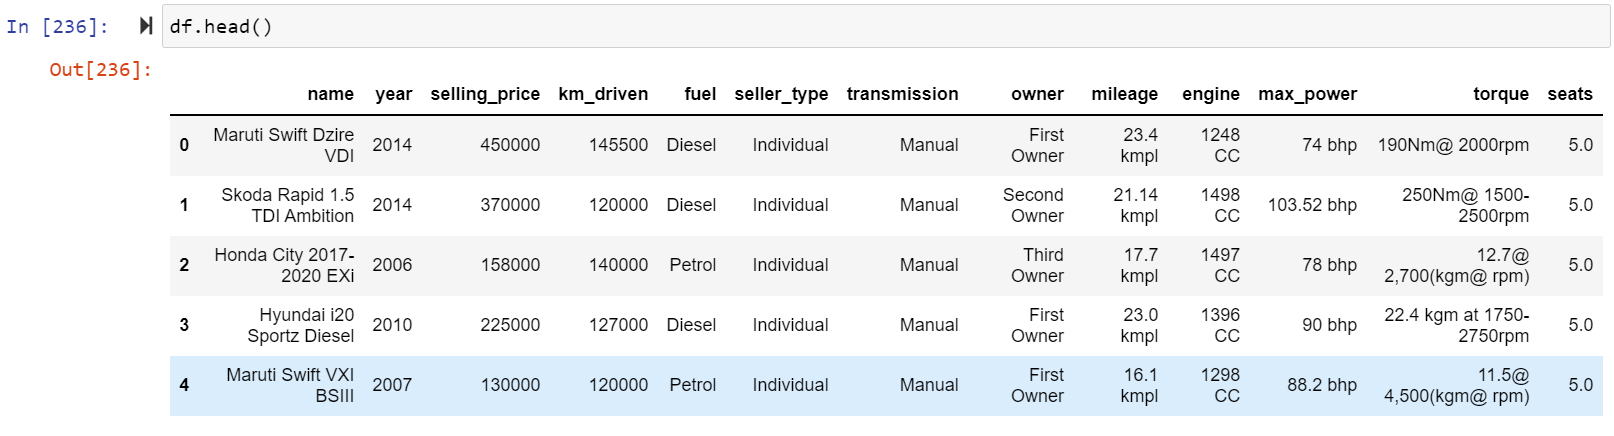 In [236]: df.head()
Out[236]:
name year selling_price km_driven fuel seller_type transmission owner mileage engine max_power torque seats
0 Maruti Swift Dzire VDI 2014 450000 145500 Diesel Individual Manual First Owner 23.4 kmpl 1248 CC 74 bhp 190Nm@ 2000rpm 5.0
1 Skoda Rapid 1.5 TDI Ambition 2014 370000 120000 Diesel Individual Manual Second Owner 21.14 kmpl 1498 CC 103.52 bhp 250Nm@ 1500-2500rpm 5.0
2 Honda City 2017-2020 EXi 2006 158000 140000 Petrol Individual Manual Third Owner 17.7 kmpl 1497 CC 78 bhp 12.7@ 2,700(kgm@ rpm) 5.0
3 Hyundai i20 Sportz Diesel 2010 225000 127000 Diesel Individual Manual First Owner 23.0 kmpl 1396 CC 90 bhp 22.4 kgm at 1750-2750rpm 5.0
4 Maruti Swift VXI BSIII 2007 130000 120000 Petrol Individual Manual First Owner 16.1 kmpl 1298 CC 88.2 bhp 11.5@ 4,500(kgm@ rpm) 5.0